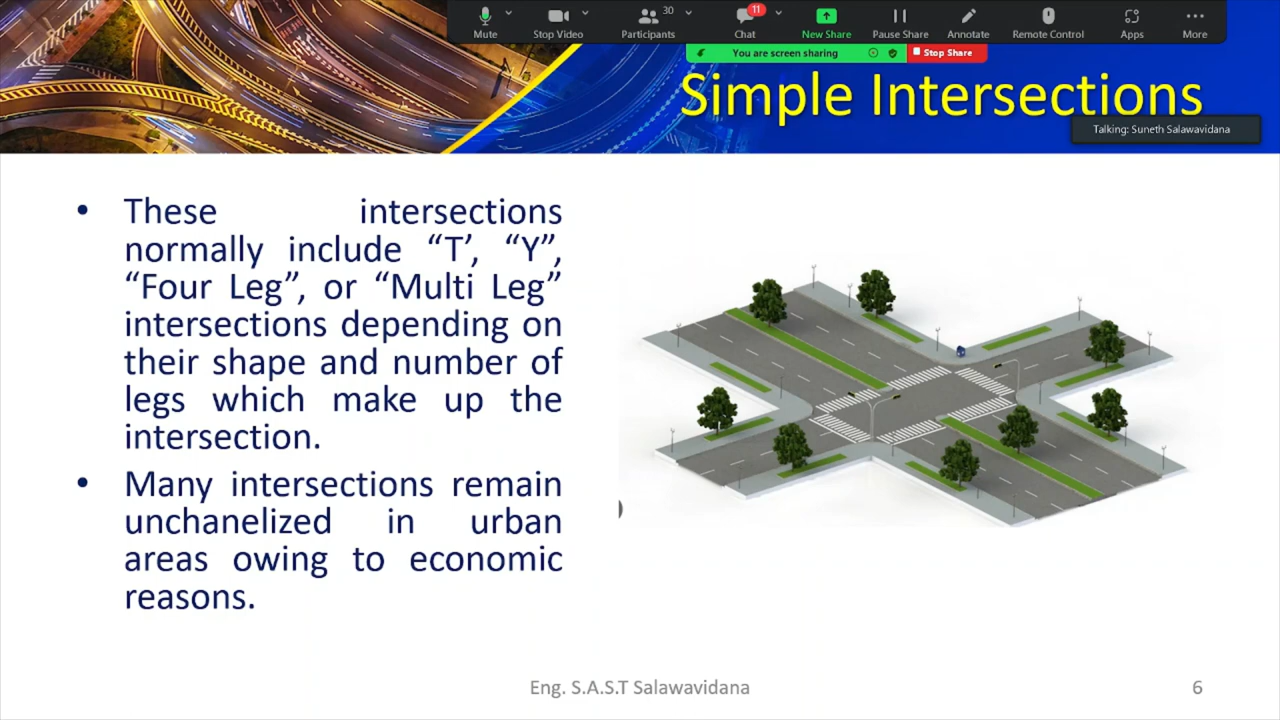 30
11
Mute
Stop Video
Participants
Chat
New Share
Pause Share
Annotate
Remote Control
Apps
More
You are screen sharing
Stop Share
Simple Intersections
Talking: Suneth Salawavidana
• These intersections
normally include “T’, “Y”,
“Four Leg”, or “Multi Leg”
intersections depending on
their shape and number of
legs which make up the
intersection.
• Many intersections remain
unchanelized in urban
areas owing to economic
reasons.
Eng. S.A.S.T Salawavidana
6